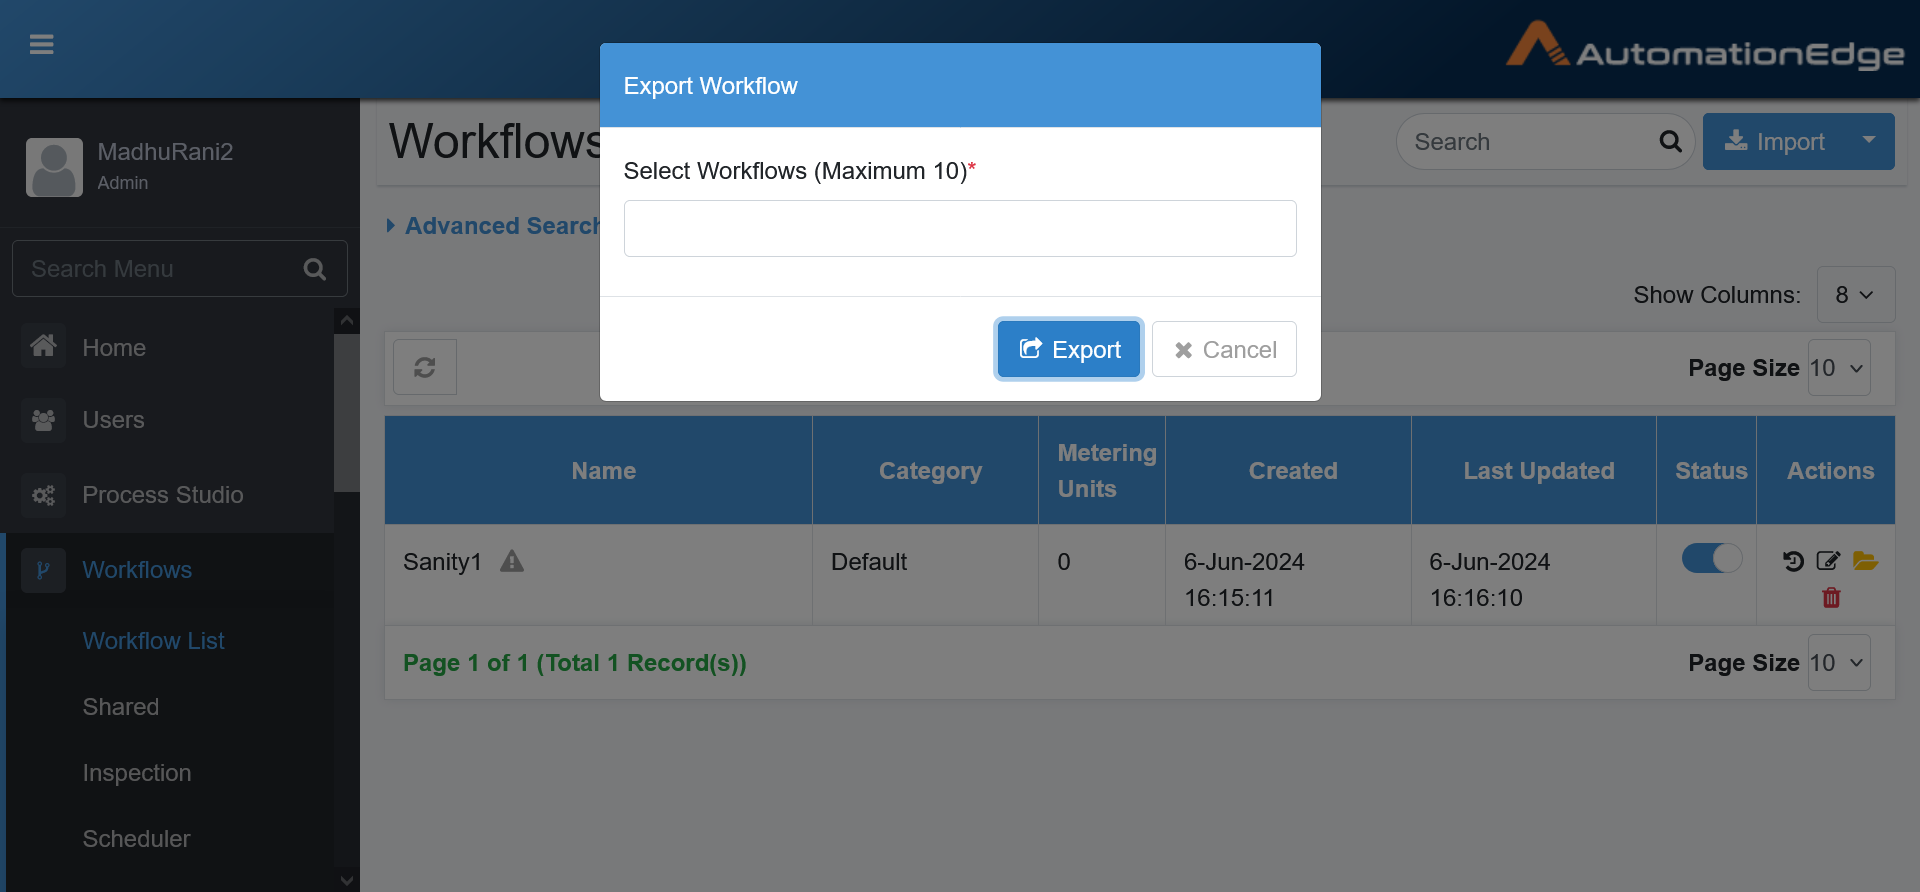 AutomationEdge
Export Workflow
Select Workflows (Maximum 10)*
Export
Cancel
MadhuRani2
Admin
Search Menu
Home
Users
Process Studio
Workflows
Workflow List
Shared
Inspection
Scheduler
Workflows
Search
Import
Advanced Search
Show Columns: 8
Page Size 10
Name Category Metering Units Created Last Updated Status Actions
Sanity1 Default 0 6-Jun-2024 16:15:11 6-Jun-2024 16:16:10
Page 1 of 1 (Total 1 Record(s))
Page Size 10